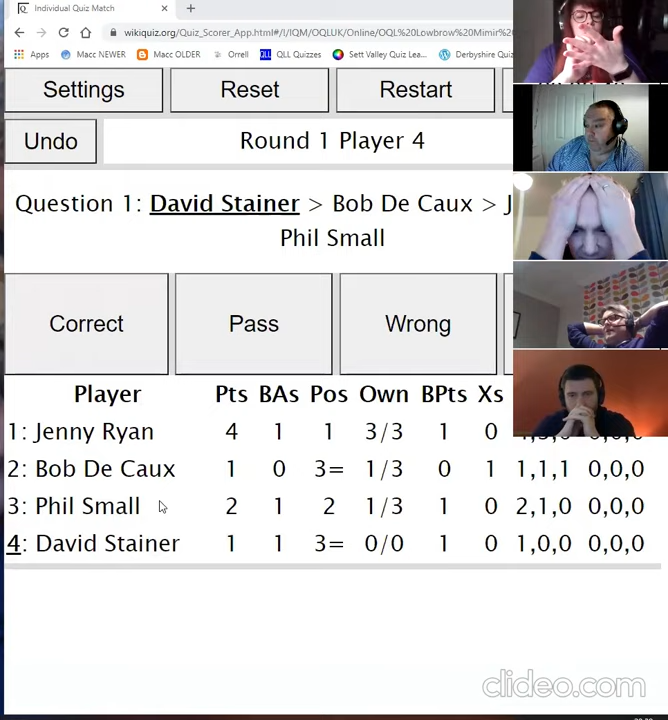 Individual Quiz Match
wikiquiz.org/Quiz_Scorer_App.html#/I/IQM/OQLUK/Online/OQL%20Lowbrow%20Mimir%
Apps Macc NEWER Macc OLDER Orrell QLL Quizzes Sett Valley Quiz Leag... Derbyshire Quiz
Settings Reset Restart
Undo Round 1 Player 4
Question 1: David Stainer > Bob De Caux > J
Phil Small
Correct Pass Wrong
Player Pts BAs Pos Own BPts Xs
1: Jenny Ryan 4 1 1 3/3 1 0
2: Bob De Caux 1 0 3= 1/3 0 1 1,1,1 0,0,0
3: Phil Small 2 1 2 1/3 1 0 2,1,0 0,0,0
4: David Stainer 1 1 3= 0/0 1 0 1,0,0 0,0,0
clideo.com